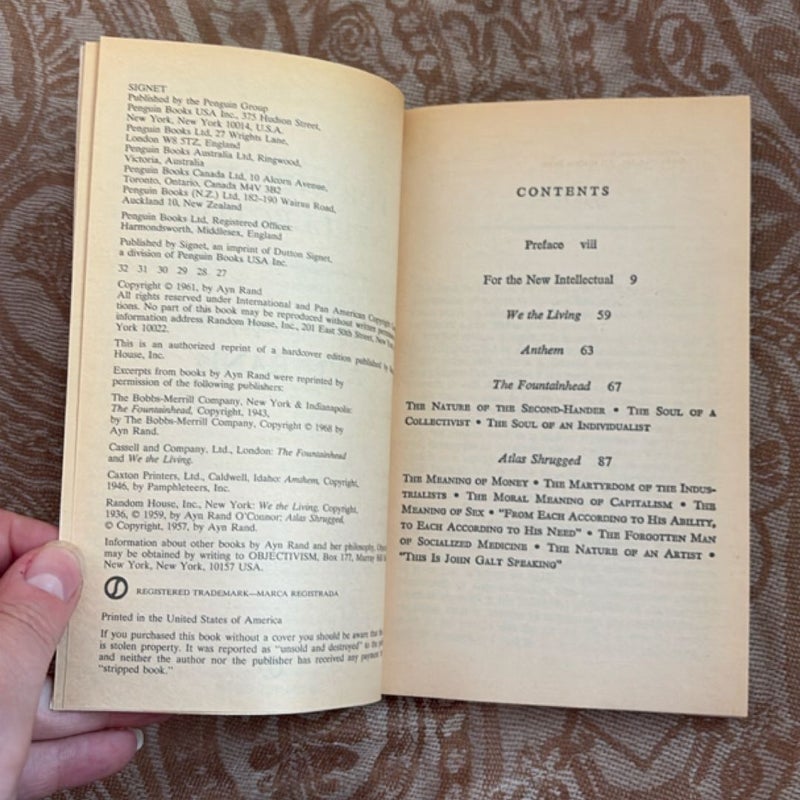 SIGNET
Published by the Penguin Group
Penguin Books USA Inc., 375 Hudson Street,
New York, New York 10014, U.S.A.
Penguin Books Ltd, 27 Wrights Lane,
London W8 5TZ, England
Penguin Books Australia Ltd, Ringwood,
Victoria, Australia
Penguin Books Canada Ltd, 10 Alcorn Avenue,
Toronto, Ontario, Canada M4V 3B2
Penguin Books (N.Z.) Ltd, 182-190 Wairau Road,
Auckland 10, New Zealand
Penguin Books Ltd, Registered Offices:
Harmondsworth, Middlesex, England
Published by Signet, an imprint of Dutton Signet,
a division of Penguin Books USA Inc.
32 31 30 29 28 27
Copyright © 1961, by Ayn Rand
All rights reserved under International and Pan American Copyright
tions. No part of this book may be reproduced without written
information address Random House, Inc., 201 East 50th Street, New
York 10022.
This is an authorized reprint of a hardcover edition published by
House, Inc.
Excerpts from books by Ayn Rand were reprinted by
permission of the following publishers:
The Bobbs-Merrill Company, New York & Indianapolis:
The Fountainhead, Copyright, 1943,
by The Bobbs-Merrill Company, Copyright © 1968 by
Ayn Rand.
Cassell and Company, Ltd., London: The Fountainhead
and We the Living.
Caxton Printers, Ltd., Caldwell, Idaho: Anthem, Copyright,
1946, by Pamphleteers, Inc.
Random House, Inc., New York: We the Living, Copyright,
1936, © 1959, by Ayn Rand O'Connor; Atlas Shrugged,
© Copyright, 1957, by Ayn Rand.
Information about other books by Ayn Rand and her philosophy,
may be obtained by writing to OBJECTIVISM, Box 177, Murray Hill
New York, New York, 10157 USA.
REGISTERED TRADEMARK—MARCA REGISTRADA
Printed in the United States of America
If you purchased this book without a cover you should be aware that
is stolen property. It was reported as "unsold and destroyed" to the
and neither the author nor the publisher has received any payment
"stripped book."
CONTENTS
Preface viii
For the New Intellectual 9
We the Living 59
Anthem 63
The Fountainhead 67
THE NATURE OF THE SECOND-HANDER • THE SOUL OF A
COLLECTIVIST • THE SOUL OF AN INDIVIDUALIST
Atlas Shrugged 87
THE MEANING OF MONEY • THE MARTYRDOM OF THE INDUS-
TRIALISTS • THE MORAL MEANING OF CAPITALISM • THE
MEANING OF SEX • "FROM EACH ACCORDING TO HIS ABILITY,
TO EACH ACCORDING TO HIS NEED" • THE FORGOTTEN MAN
OF SOCIALIZED MEDICINE • THE NATURE OF AN ARTIST •
"THIS IS JOHN GALT SPEAKING"